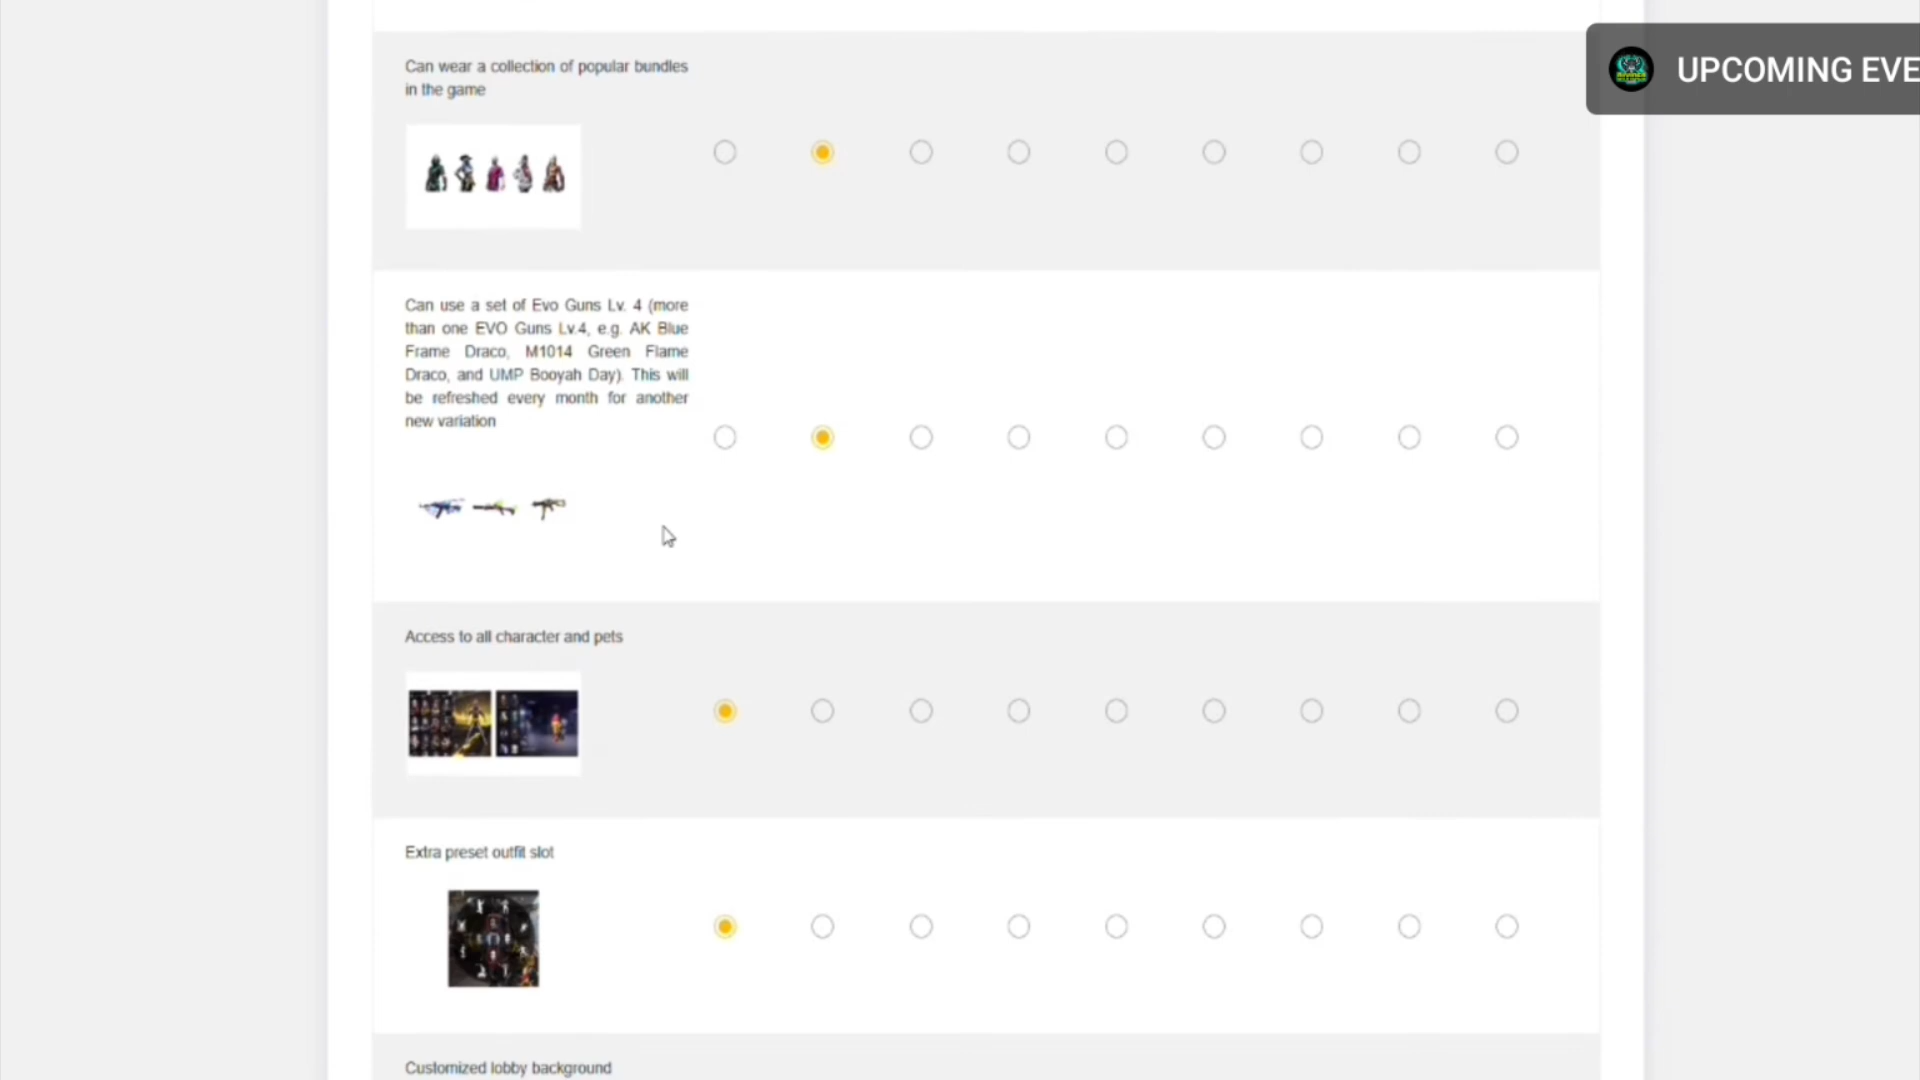 Can wear a collection of popular bundles
in the game
UPCOMING EVE
Can use a set of Evo Guns Lv. 4 (more
than one EVO Guns Lv.4, e.g. AK Blue
Frame Draco, M1014 Green Flame
Draco, and UMP Booyah Day). This will
be refreshed every month for another
new variation
Access to all character and pets
Extra preset outfit slot
Customized lobby background